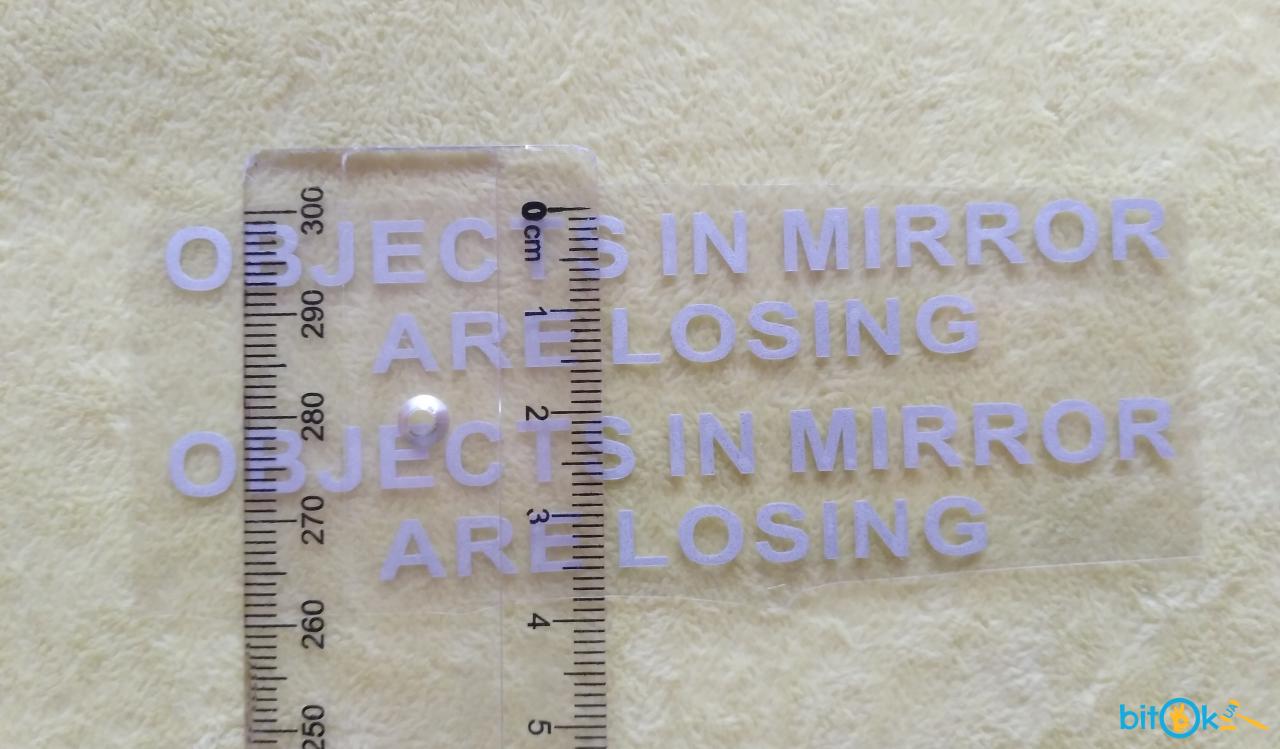 OBJECTS IN MIRROR
ARE LOSING
OBJECTS IN MIRROR
ARE LOSING
300
290
280
270
260
250
0 cm
1
2
3
4
5
bitOk UA